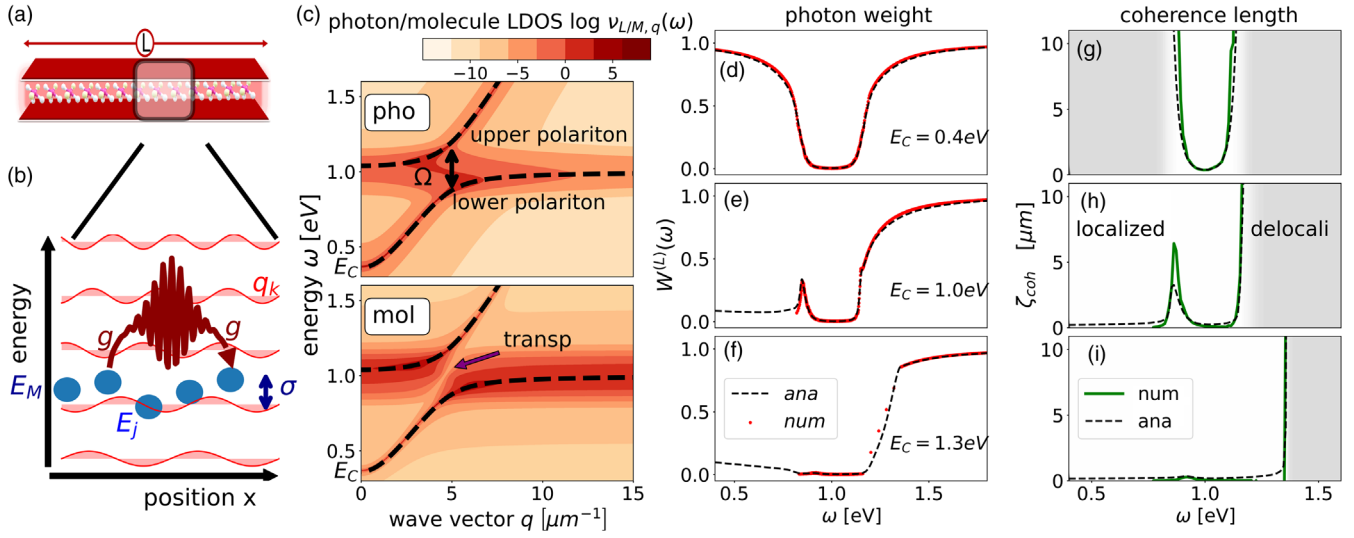 (a)
L
(b)
energy
E_M
E_j
g
g
q_k
σ
position x
(c)
photon/molecule LDOS log ν_{L/M, q}(ω)
−10
−5
0
5
energy ω [eV]
pho
upper polariton
Ω
lower polariton
1.5
1.0
0.5
E_C
mol
transp
1.5
1.0
0.5
E_C
0
5
10
15
wave vector q [μm⁻¹]
photon weight
W^{(L)}(ω)
(d)
E_C = 0.4eV
1.0
0.5
0.0
(e)
E_C = 1.0eV
1.0
0.5
0.0
(f)
E_C = 1.3eV
ana
num
1.0
0.5
0.0
0.5
1.0
1.5
ω [eV]
coherence length
ζ_{coh} [μm]
(g)
10
5
0
(h)
localized
delocali
10
5
0
(i)
num
ana
10
5
0
0.5
1.0
1.5
ω [eV]